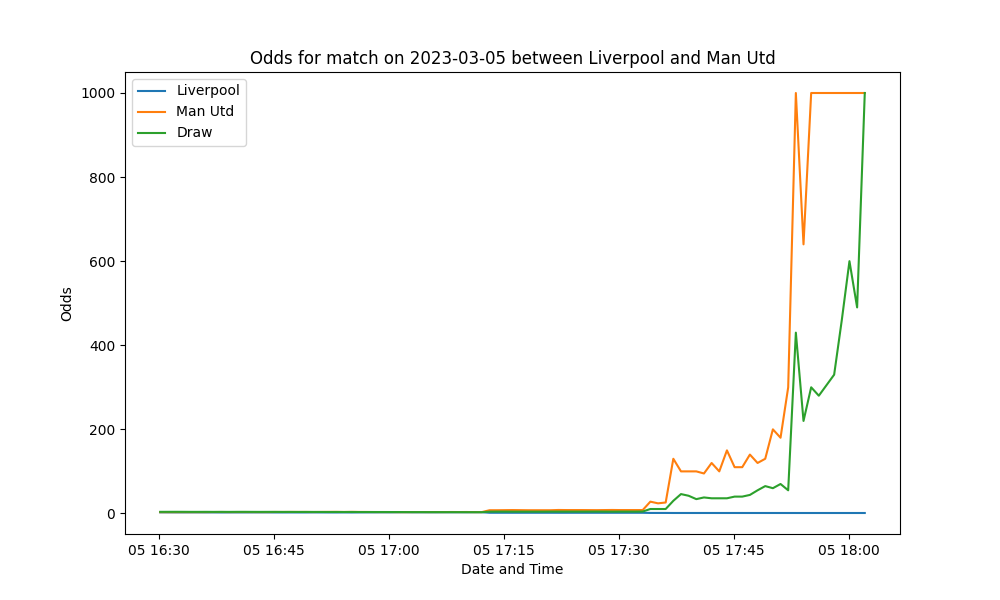 Odds for match on 2023-03-05 between Liverpool and Man Utd
Liverpool
Man Utd
Draw
1000
800
600
400
200
0
Odds
05 16:30 05 16:45 05 17:00 05 17:15 05 17:30 05 17:45 05 18:00
Date and Time